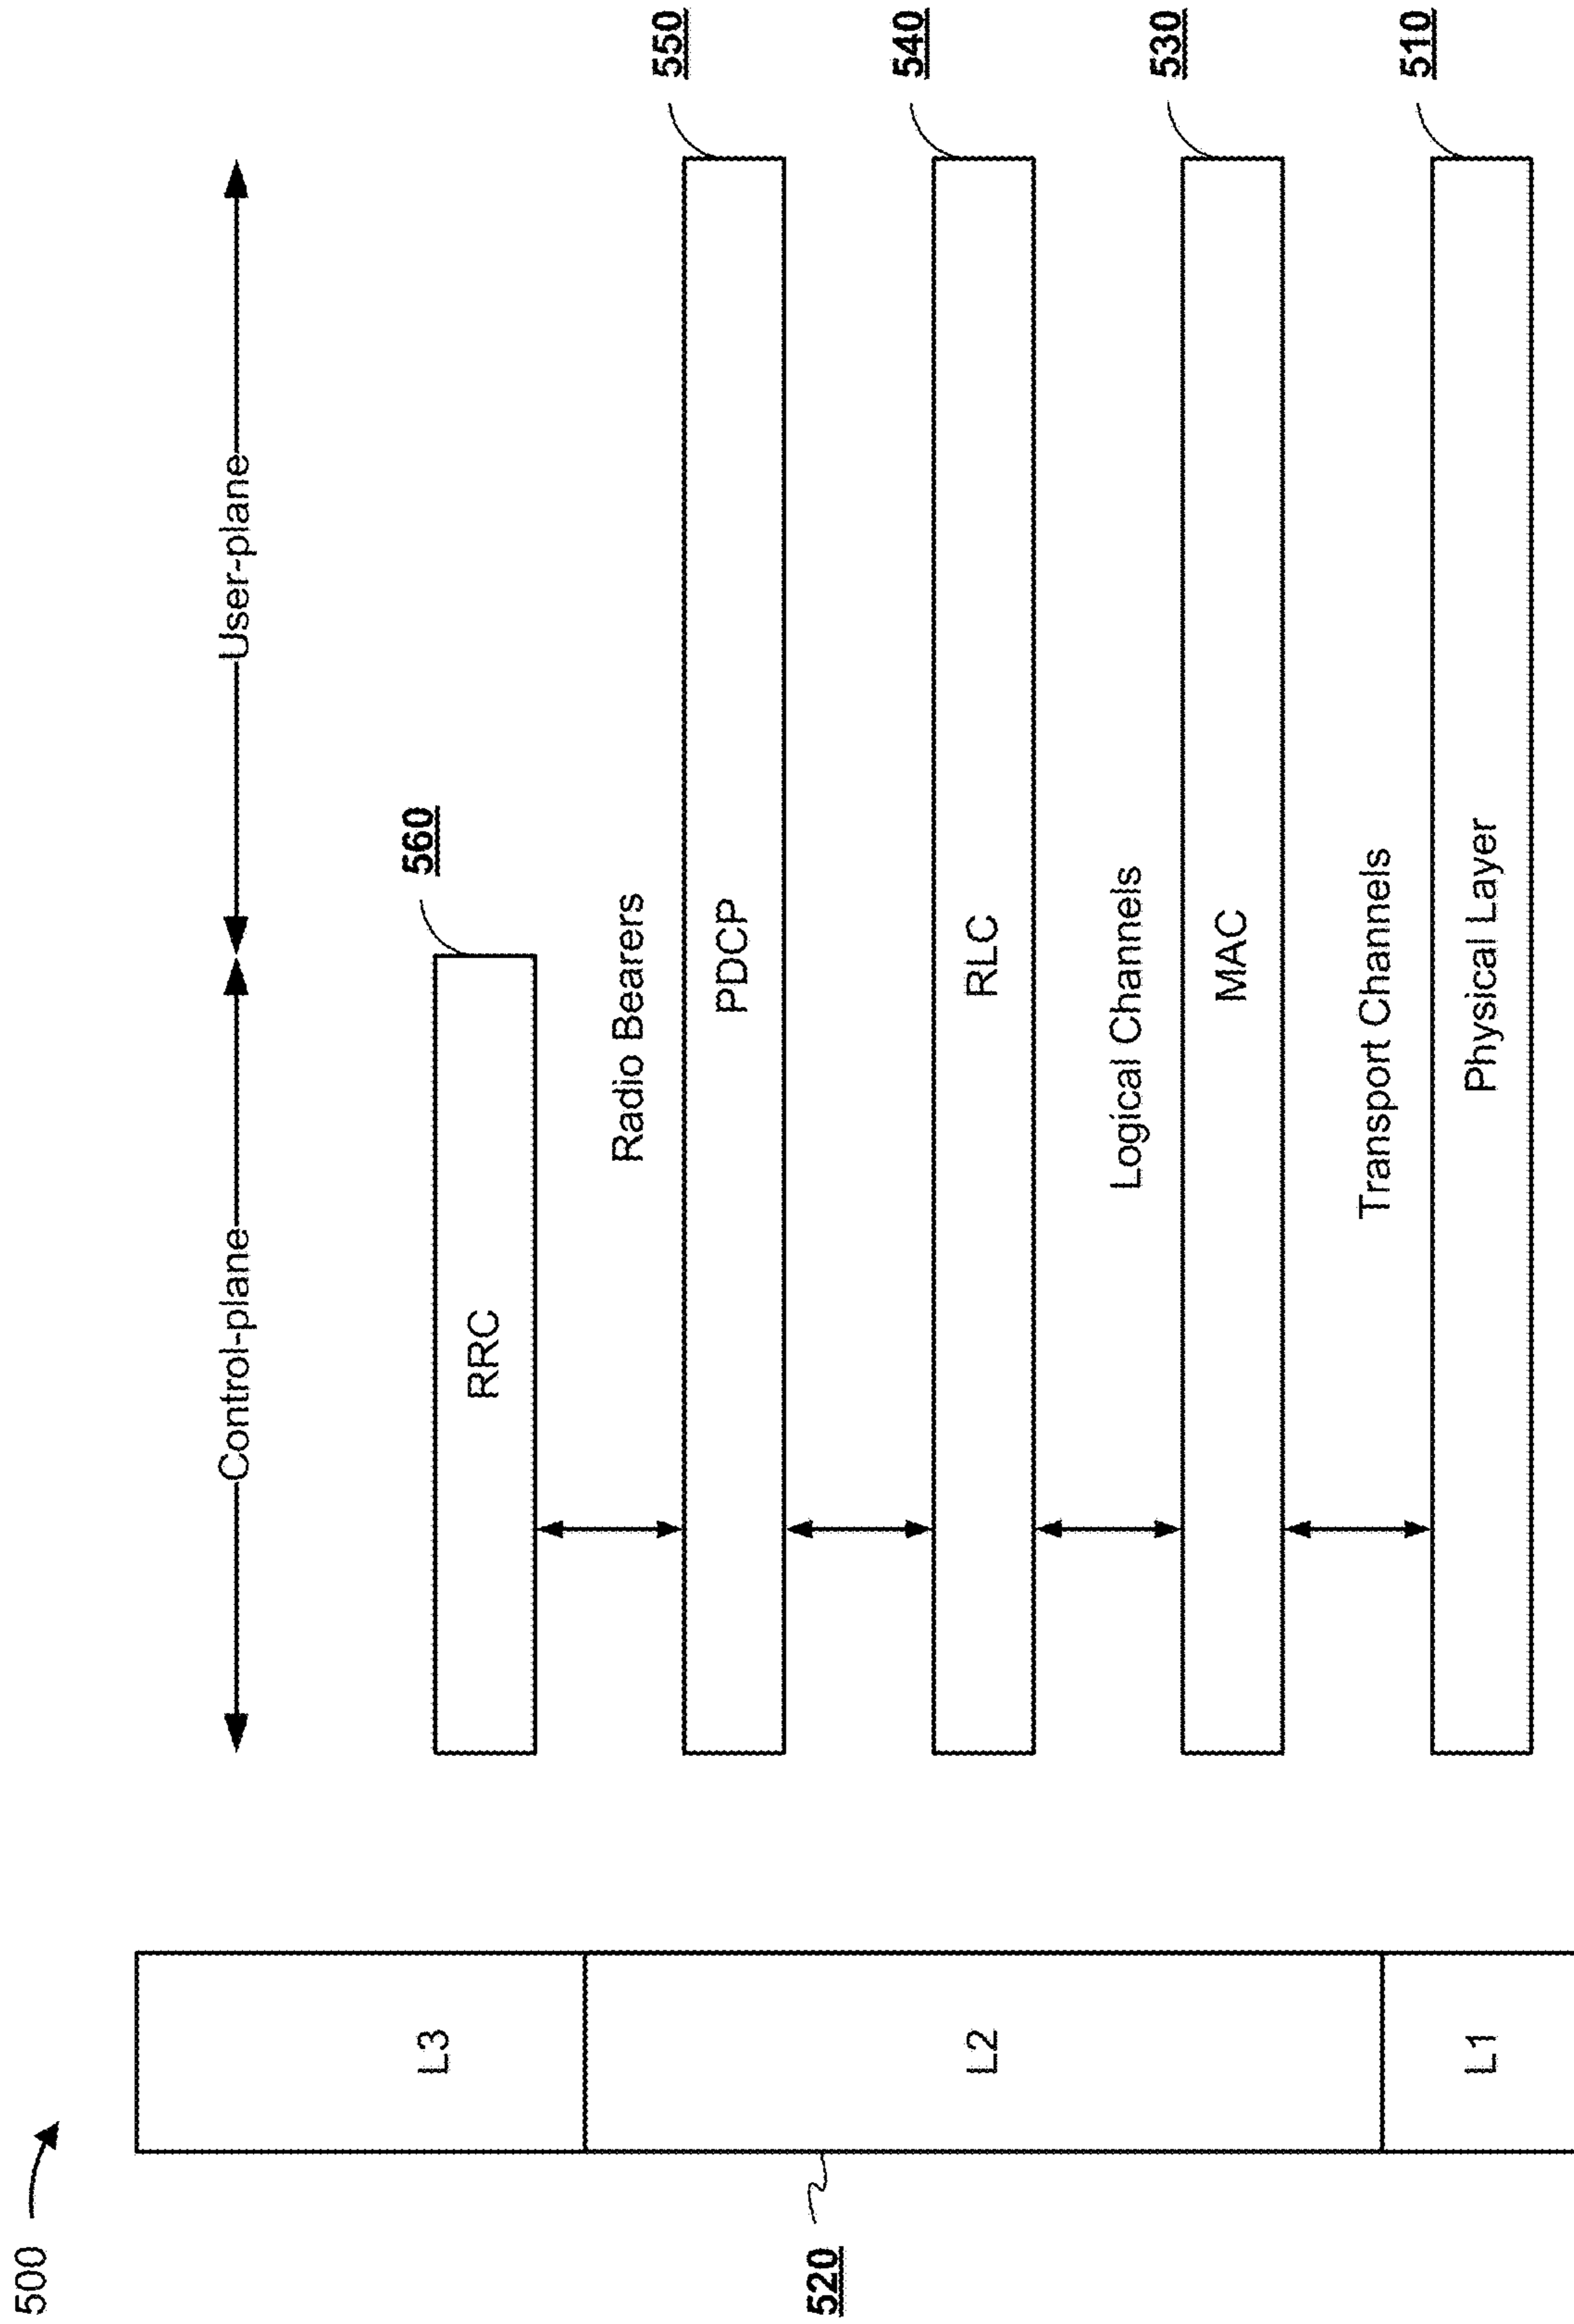 500
Control-plane
User-plane
L3
RRC
560
Radio Bearers
550
PDCP
520
L2
540
RLC
Logical Channels
530
MAC
Transport Channels
510
L1
Physical Layer